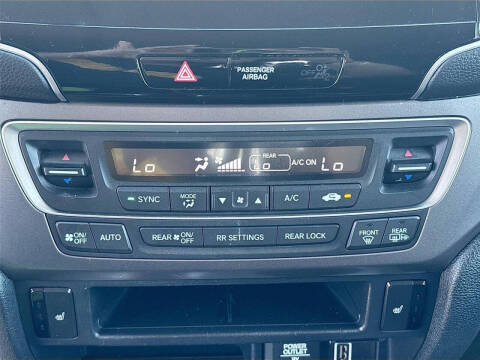 PASSENGER
AIRBAG
OFF
Lo
REAR
Lo
A/C ON
Lo
SYNC
MODE
A/C
ON/OFF
AUTO
REAR ON/OFF
RR SETTINGS
REAR LOCK
FRONT
REAR
POWER
OUTLET